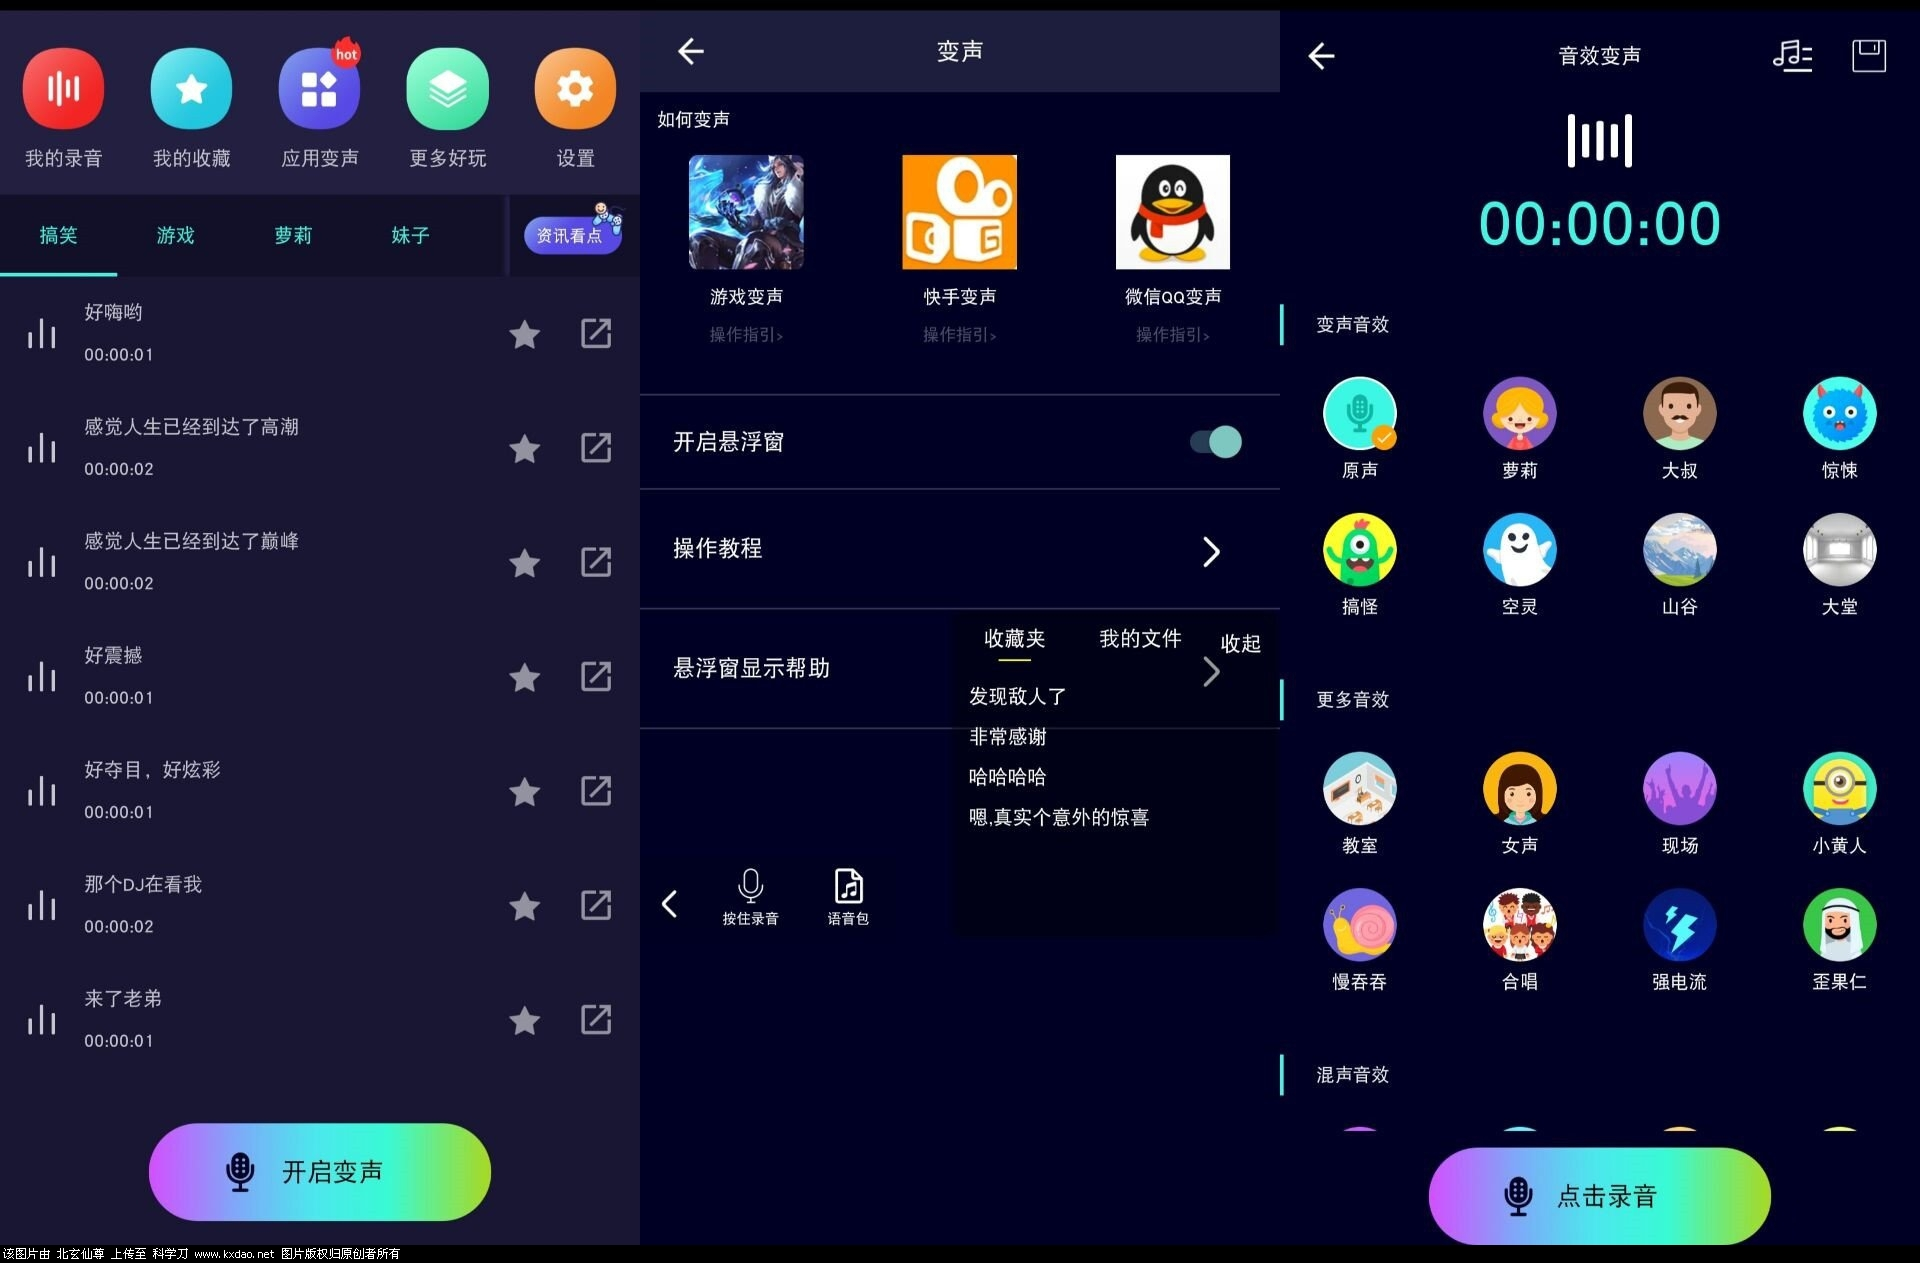 hot
我的录音
我的收藏
应用变声
更多好玩
设置
搞笑
游戏
萝莉
妹子
资讯看点
好嗨哟
00:00:01
感觉人生已经到达了高潮
00:00:02
感觉人生已经到达了巅峰
00:00:02
好震撼
00:00:01
好夺目，好炫彩
00:00:01
那个DJ在看我
00:00:02
来了老弟
00:00:01
开启变声
变声
如何变声
游戏变声
快手变声
微信QQ变声
操作指引>
操作指引>
操作指引>
开启悬浮窗
操作教程
悬浮窗显示帮助
收藏夹
我的文件
收起
发现敌人了
非常感谢
哈哈哈哈
嗯,真实个意外的惊喜
按住录音
语音包
音效变声
00:00:00
变声音效
原声
萝莉
大叔
惊悚
搞怪
空灵
山谷
大堂
更多音效
教室
女声
现场
小黄人
慢吞吞
合唱
强电流
歪果仁
混声音效
点击录音
该图片由 北玄仙尊 上传至 科学刀 www.kxdao.net 图片版权归原创者所有